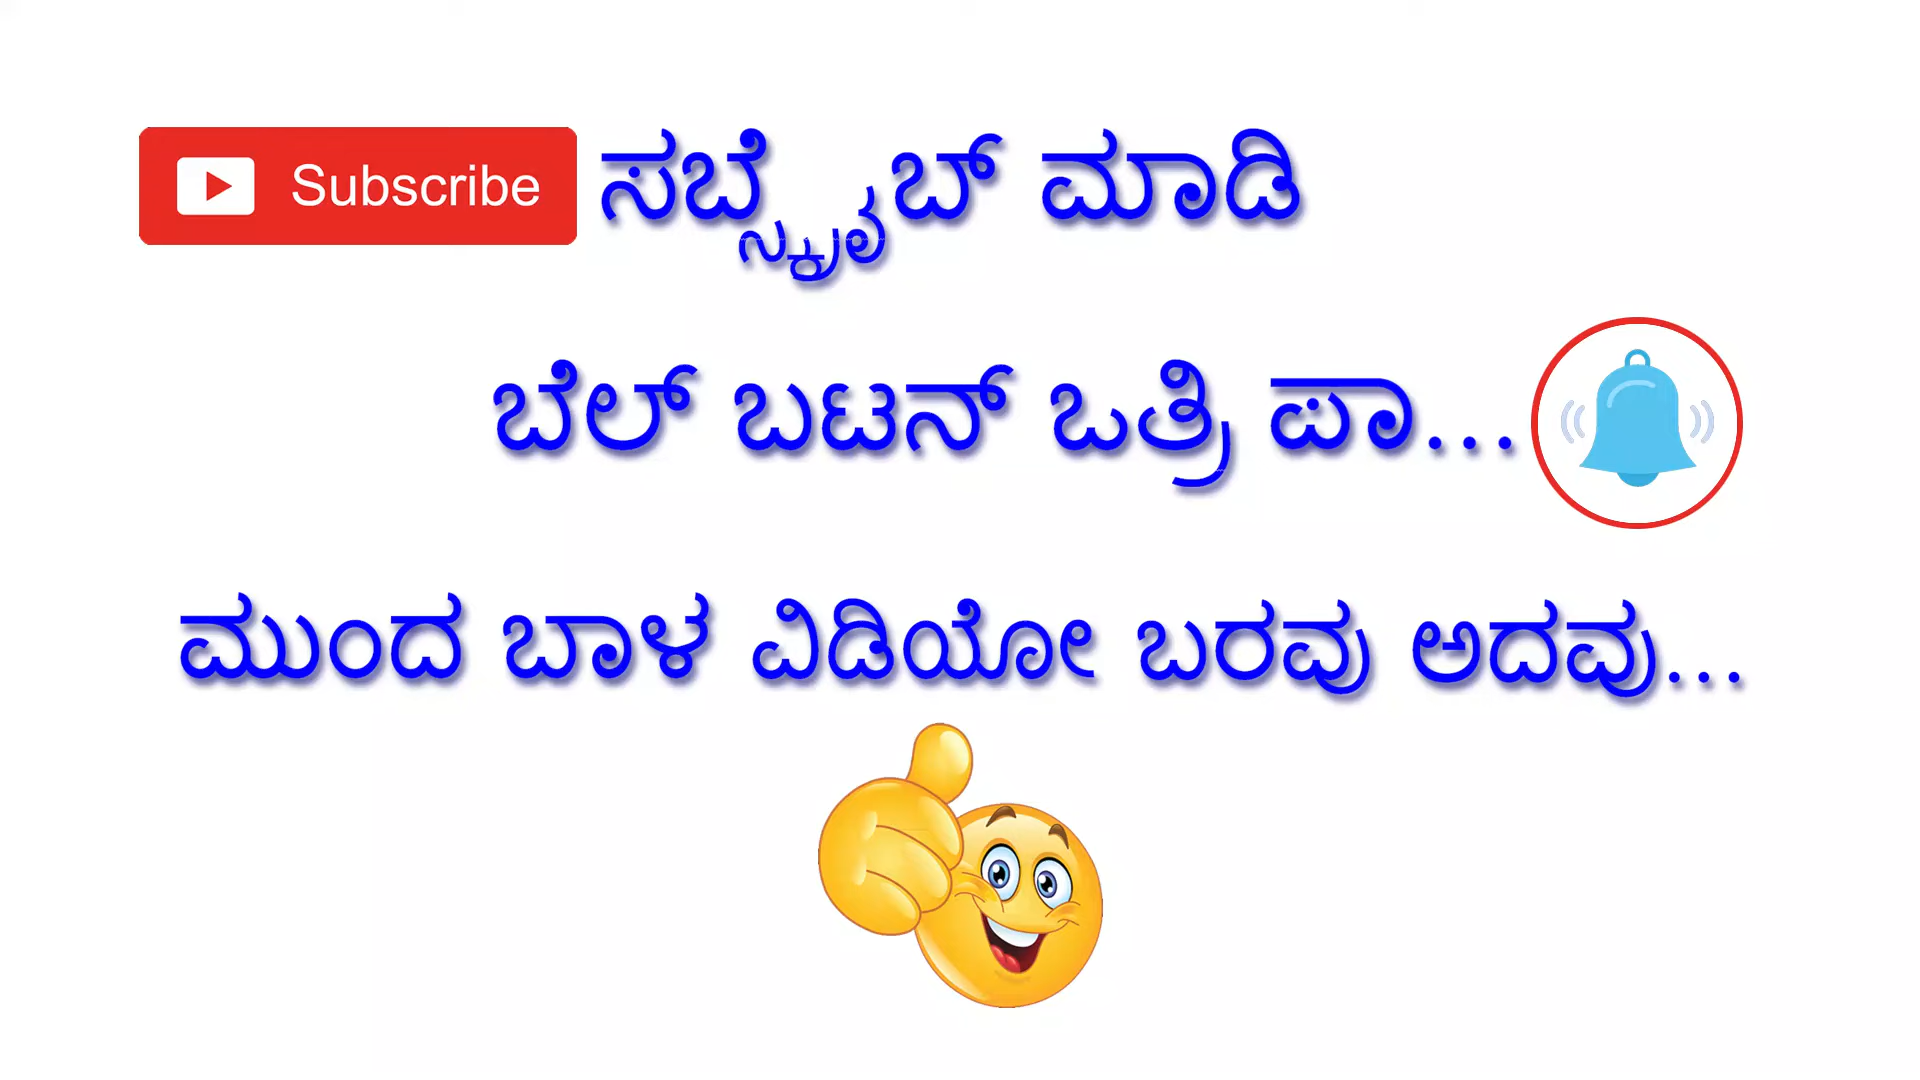 Subscribe ಸಬ್ಸ್ಕ್ರೈಬ್ ಮಾಡಿ
ಬೆಲ್ ಬಟನ್ ಒತ್ರಿ ಪಾ...
ಮುಂದ ಬಾಳ ವಿಡಿಯೋ ಬರವು ಅದವು...